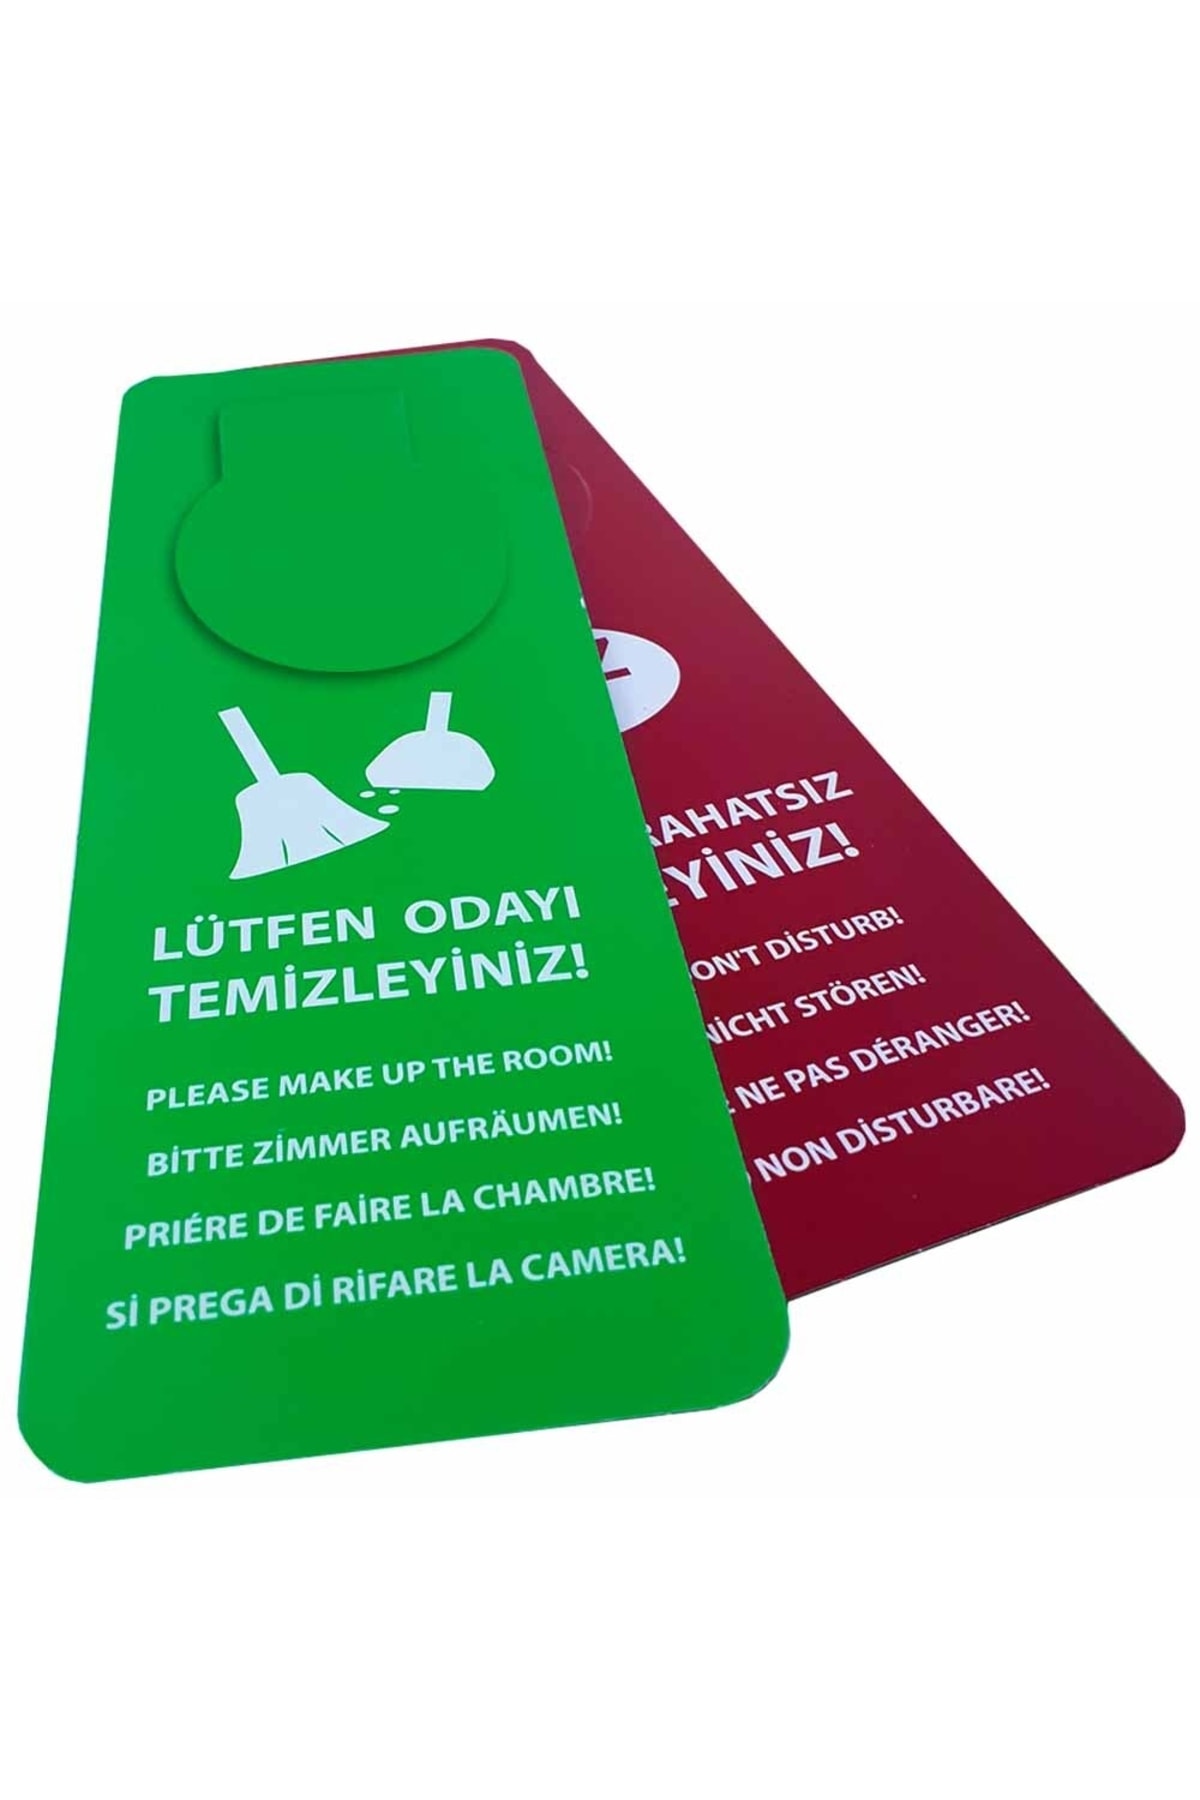 LÜTFEN ODAYI
TEMİZLEYİNİZ!
PLEASE MAKE UP THE ROOM!
BİTTE ZİMMER AUFRÄUMEN!
PRIÉRE DE FAİRE LA CHAMBRE!
Sİ PREGA Dİ RİFARE LA CAMERA!
RAHATSIZ
EYİNİZ!
ON'T DİSTURB!
NICHT STÖREN!
NE PAS DÉRANGER!
NON DİSTURBARE!